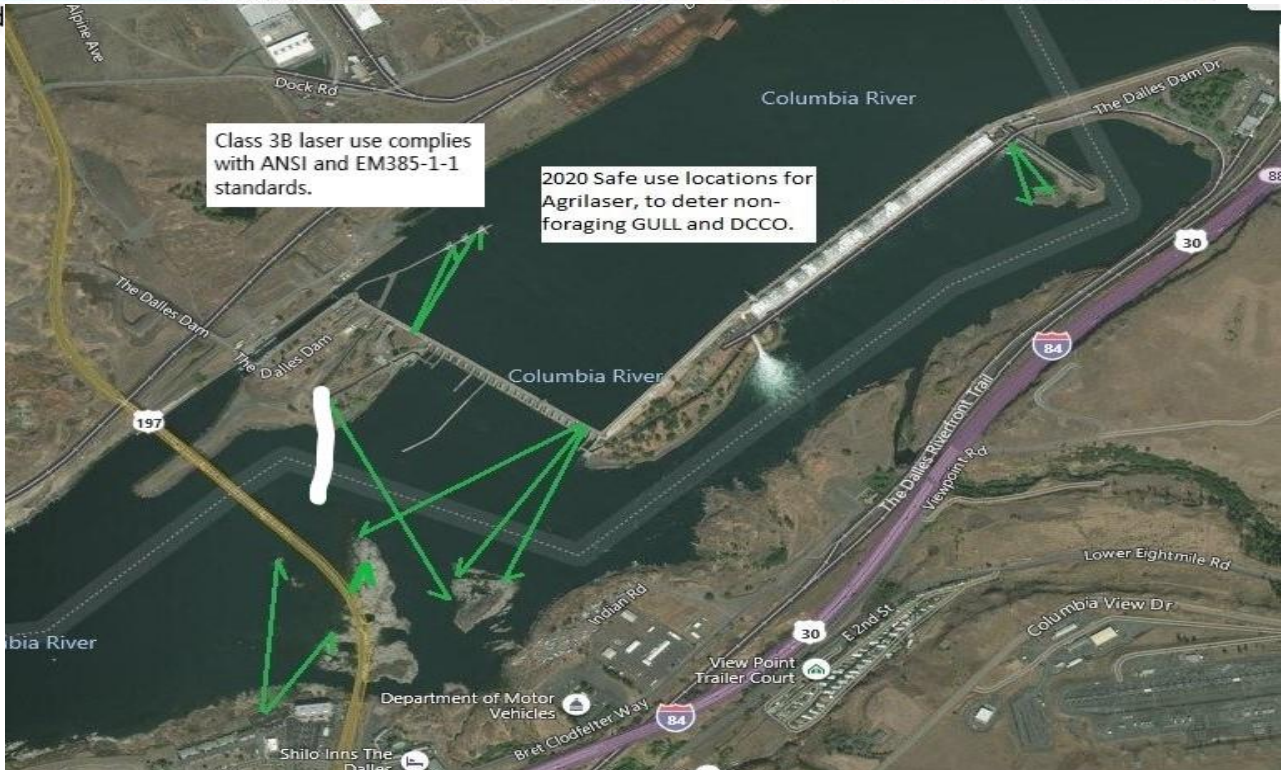 Alpine Ave
Dock Rd
Columbia River
The Dalles Dam Dr
Class 3B laser use complies
with ANSI and EM385-1-1
standards.
2020 Safe use locations for
Agrilaser, to deter non-
foraging GULL and DCCO.
88
30
The Dalles Dam
The Dalles Dam
84
Columbia River
197
The Dalles Riverfront Trail
Viewpoint Rd
Lower Eightmile Rd
Indian Rd
Columbia View Dr
E 2nd St
30
bia River
View Point
Trailer Court
Department of Motor
Vehicles
84
Bret Clodfelter Way
Shilo Inns The
Dalles